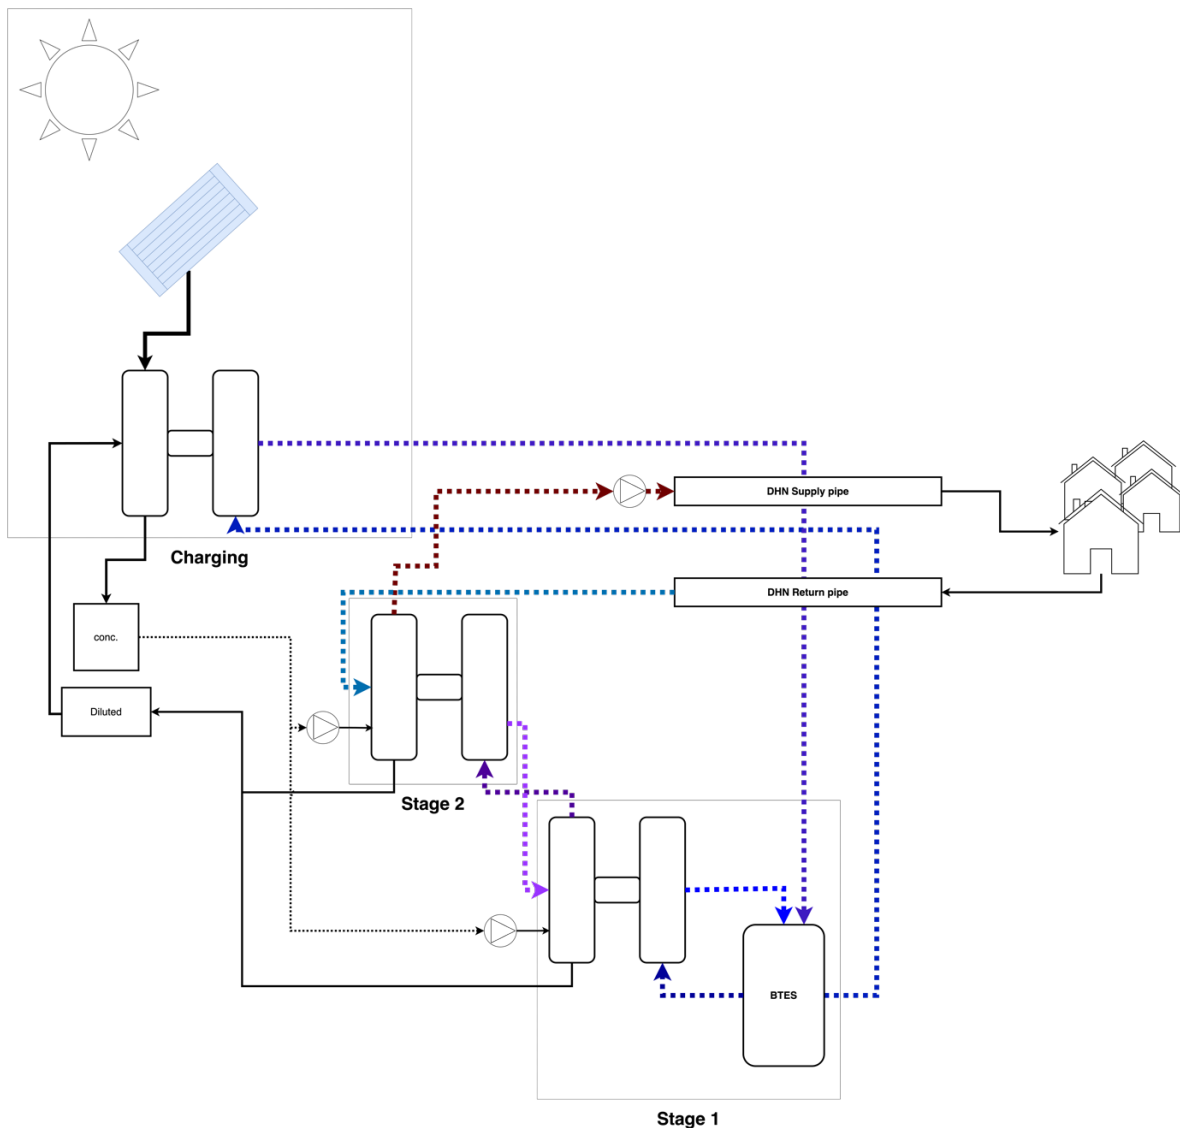 DHN Supply pipe
Charging
DHN Return pipe
conc.
Diluted
Stage 2
BTES
Stage 1